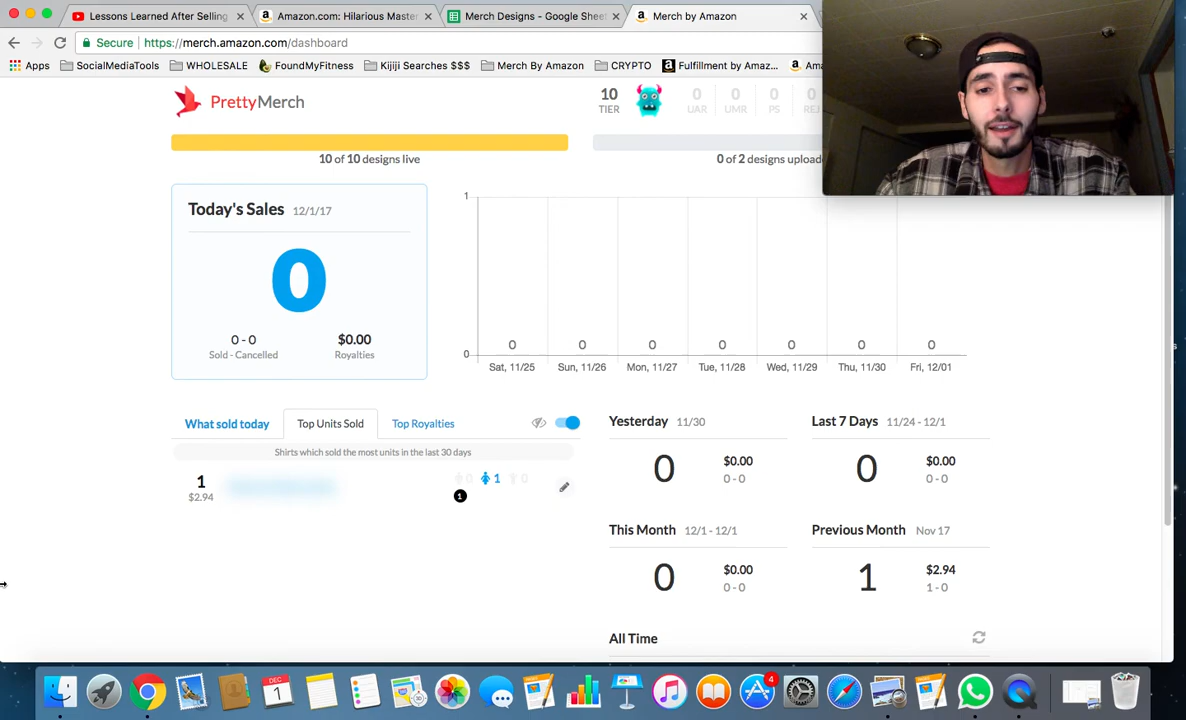 Lessons Learned After Selling
Amazon.com: Hilarious Master
Merch Designs - Google Sheet
Merch by Amazon
Secure
https://merch.amazon.com/dashboard
Apps
SocialMediaTools
WHOLESALE
FoundMyFitness
Kijiji Searches $$$
Merch By Amazon
CRYPTO
Fulfillment by Amaz...
PrettyMerch
10
TIER
0
UAR
0
UMR
0
PS
0
REJ
10 of 10 designs live
0 of 2 designs uploade
Today's Sales 12/1/17
0
0 - 0
Sold - Cancelled
$0.00
Royalties
1
0
0 0 0 0 0 0 0
Sat, 11/25 Sun, 11/26 Mon, 11/27 Tue, 11/28 Wed, 11/29 Thu, 11/30 Fri, 12/01
What sold today
Top Units Sold
Top Royalties
Shirts which sold the most units in the last 30 days
1
$2.94
0 1 0
1
Yesterday 11/30
0
$0.00
0 - 0
Last 7 Days 11/24 - 12/1
0
$0.00
0 - 0
This Month 12/1 - 12/1
0
$0.00
0 - 0
Previous Month Nov 17
1
$2.94
1 - 0
All Time
DEC
1
4